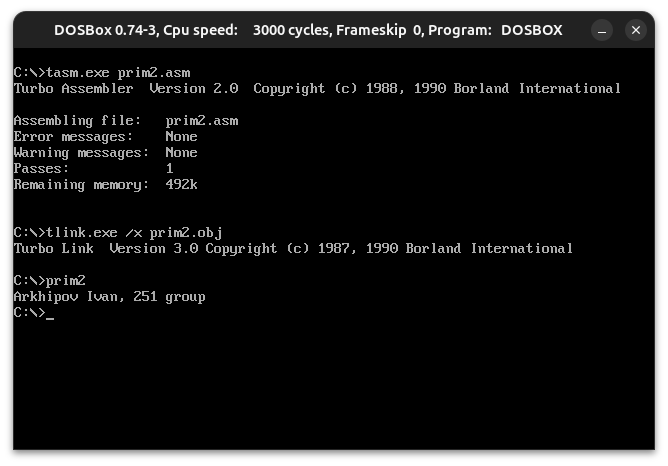 DOSBox 0.74-3, Cpu speed:    3000 cycles, Frameskip  0, Program:   DOSBOX
C:\>tasm.exe prim2.asm
Turbo Assembler  Version 2.0  Copyright (c) 1988, 1990 Borland International
Assembling file:   prim2.asm
Error messages:    None
Warning messages:  None
Passes:            1
Remaining memory:  492k
C:\>tlink.exe /x prim2.obj
Turbo Link  Version 3.0 Copyright (c) 1987, 1990 Borland International
C:\>prim2
Arkhipov Ivan, 251 group
C:\>_